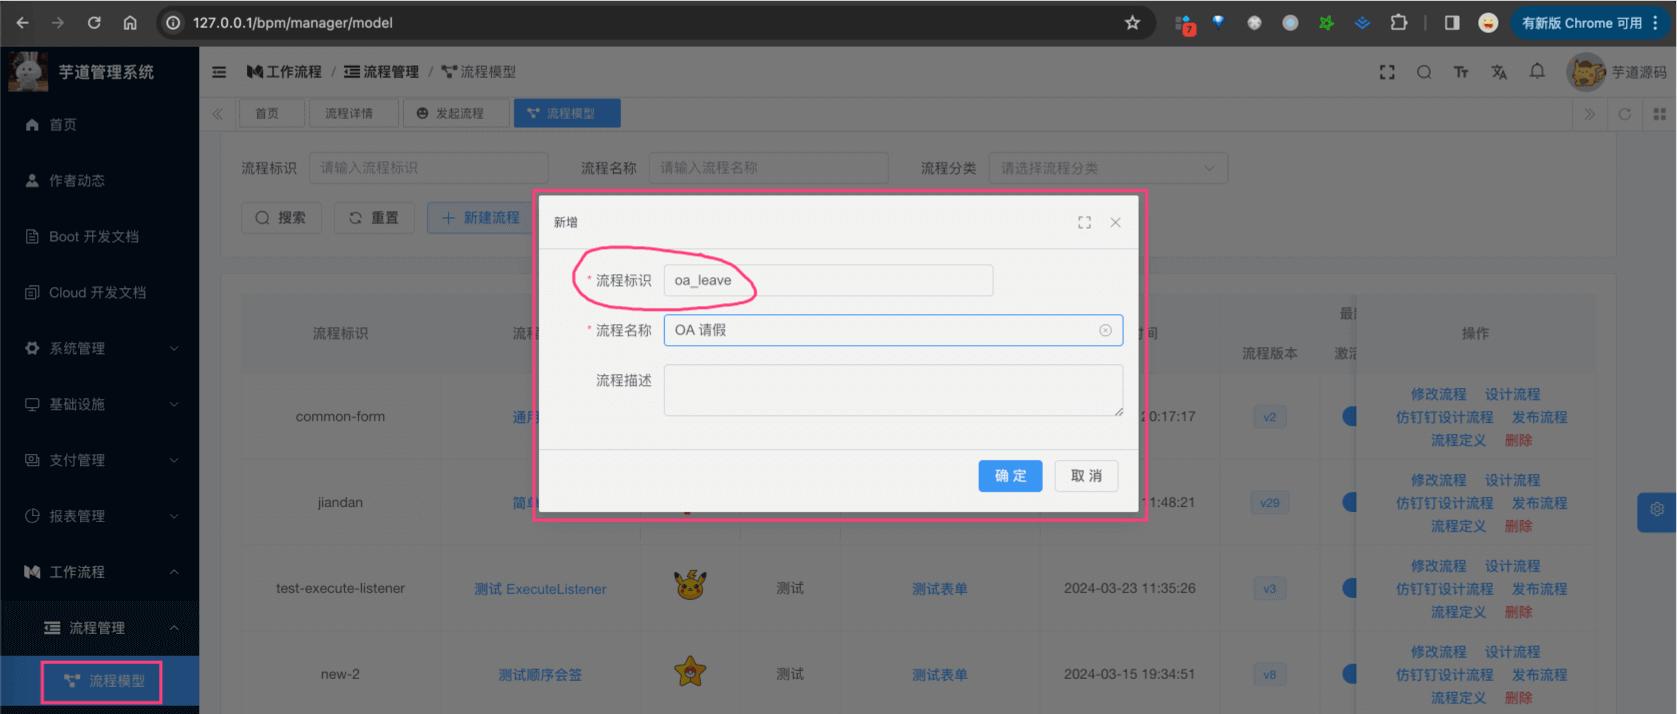 127.0.0.1/bpm/manager/model
7
有新版 Chrome 可用
芋道管理系统
工作流程 / 流程管理 / 流程模型
芋道源码
首页
流程详情
发起流程
流程模型
首页
作者动态
Boot 开发文档
Cloud 开发文档
系统管理
基础设施
支付管理
报表管理
工作流程
流程管理
流程模型
流程标识 请输入流程标识
流程名称 请输入流程名称
流程分类 请选择流程分类
搜索
重置
新建流程
新增
* 流程标识 oa_leave
* 流程名称 OA 请假
流程描述
确定
取消
流程标识
流程版本
操作
common-form
v2
修改流程 设计流程
仿钉钉设计流程 发布流程
流程定义 删除
jiandan
11:48:21
v29
修改流程 设计流程
仿钉钉设计流程 发布流程
流程定义 删除
test-execute-listener
测试 ExecuteListener
测试
测试表单
2024-03-23 11:35:26
v3
修改流程 设计流程
仿钉钉设计流程 发布流程
流程定义 删除
new-2
测试顺序会签
测试
测试表单
2024-03-15 19:34:51
v8
修改流程 设计流程
仿钉钉设计流程 发布流程
流程定义 删除